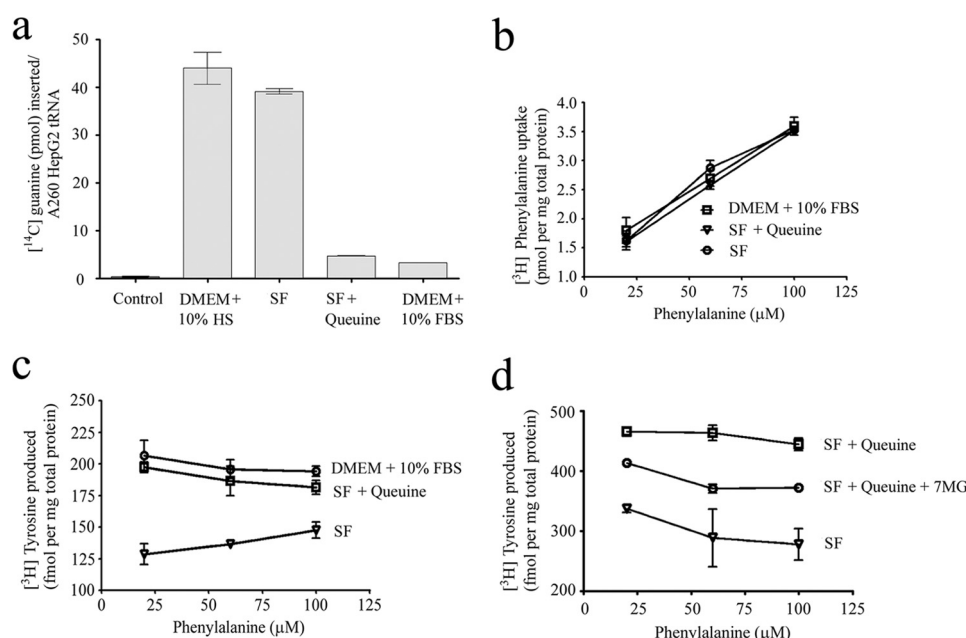 a
[¹⁴C] guanine (pmol) inserted/
A260 HepG2 tRNA
50
40
30
20
10
0
Control
DMEM+
10% HS
SF
SF+
Queuine
DMEM+
10% FBS
b
[³H] Phenylalanine uptake
(pmol per mg total protein)
4.0
3.5
3.0
2.5
2.0
1.5
1.0
DMEM + 10% FBS
SF + Queuine
SF
0 25 50 75 100 125
Phenylalanine (µM)
c
[³H] Tyrosine produced
(fmol per mg total protein)
250
225
200
175
150
125
100
DMEM + 10% FBS
SF + Queuine
SF
0 25 50 75 100 125
Phenylalanine (µM)
d
[³H] Tyrosine produced
(fmol per mg total protein)
500
400
300
200
SF + Queuine
SF + Queuine + 7MG
SF
0 25 50 75 100 125
Phenylalanine (µM)